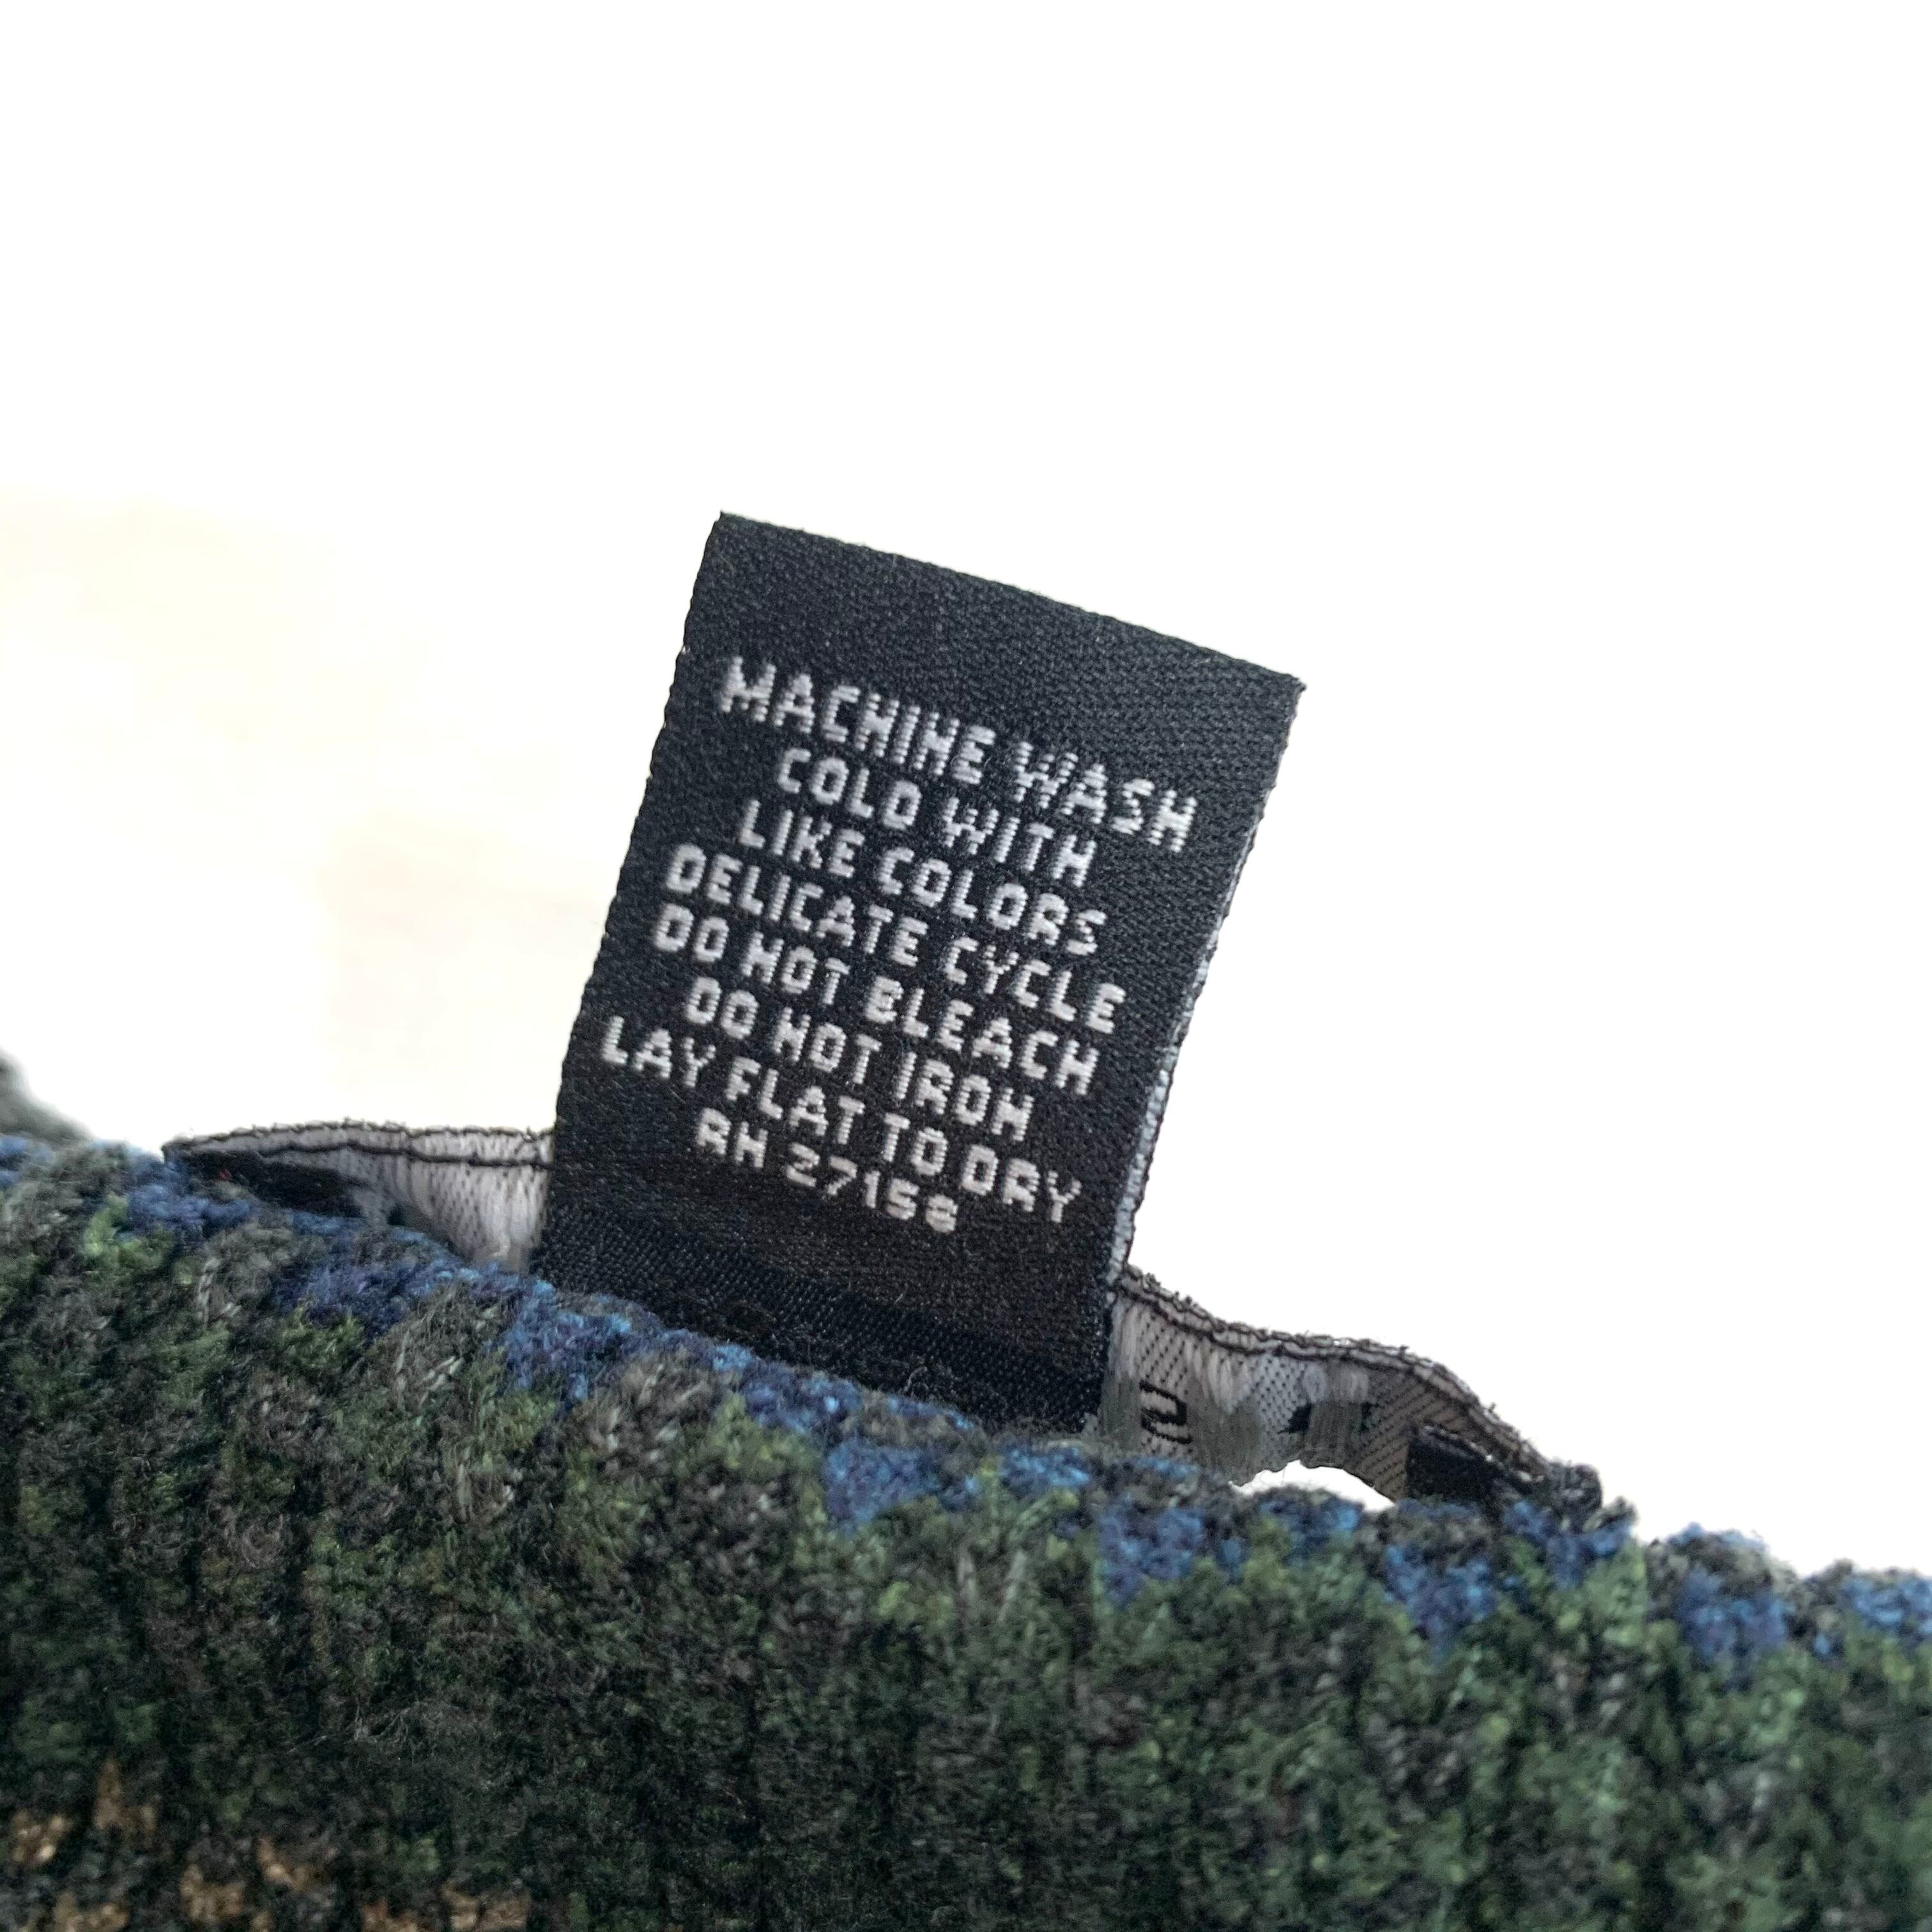 MACHINE WASH
COLD WITH
LIKE COLORS
DELICATE CYCLE
DO NOT BLEACH
DO NOT IRON
LAY FLAT TO DRY
RN 27158